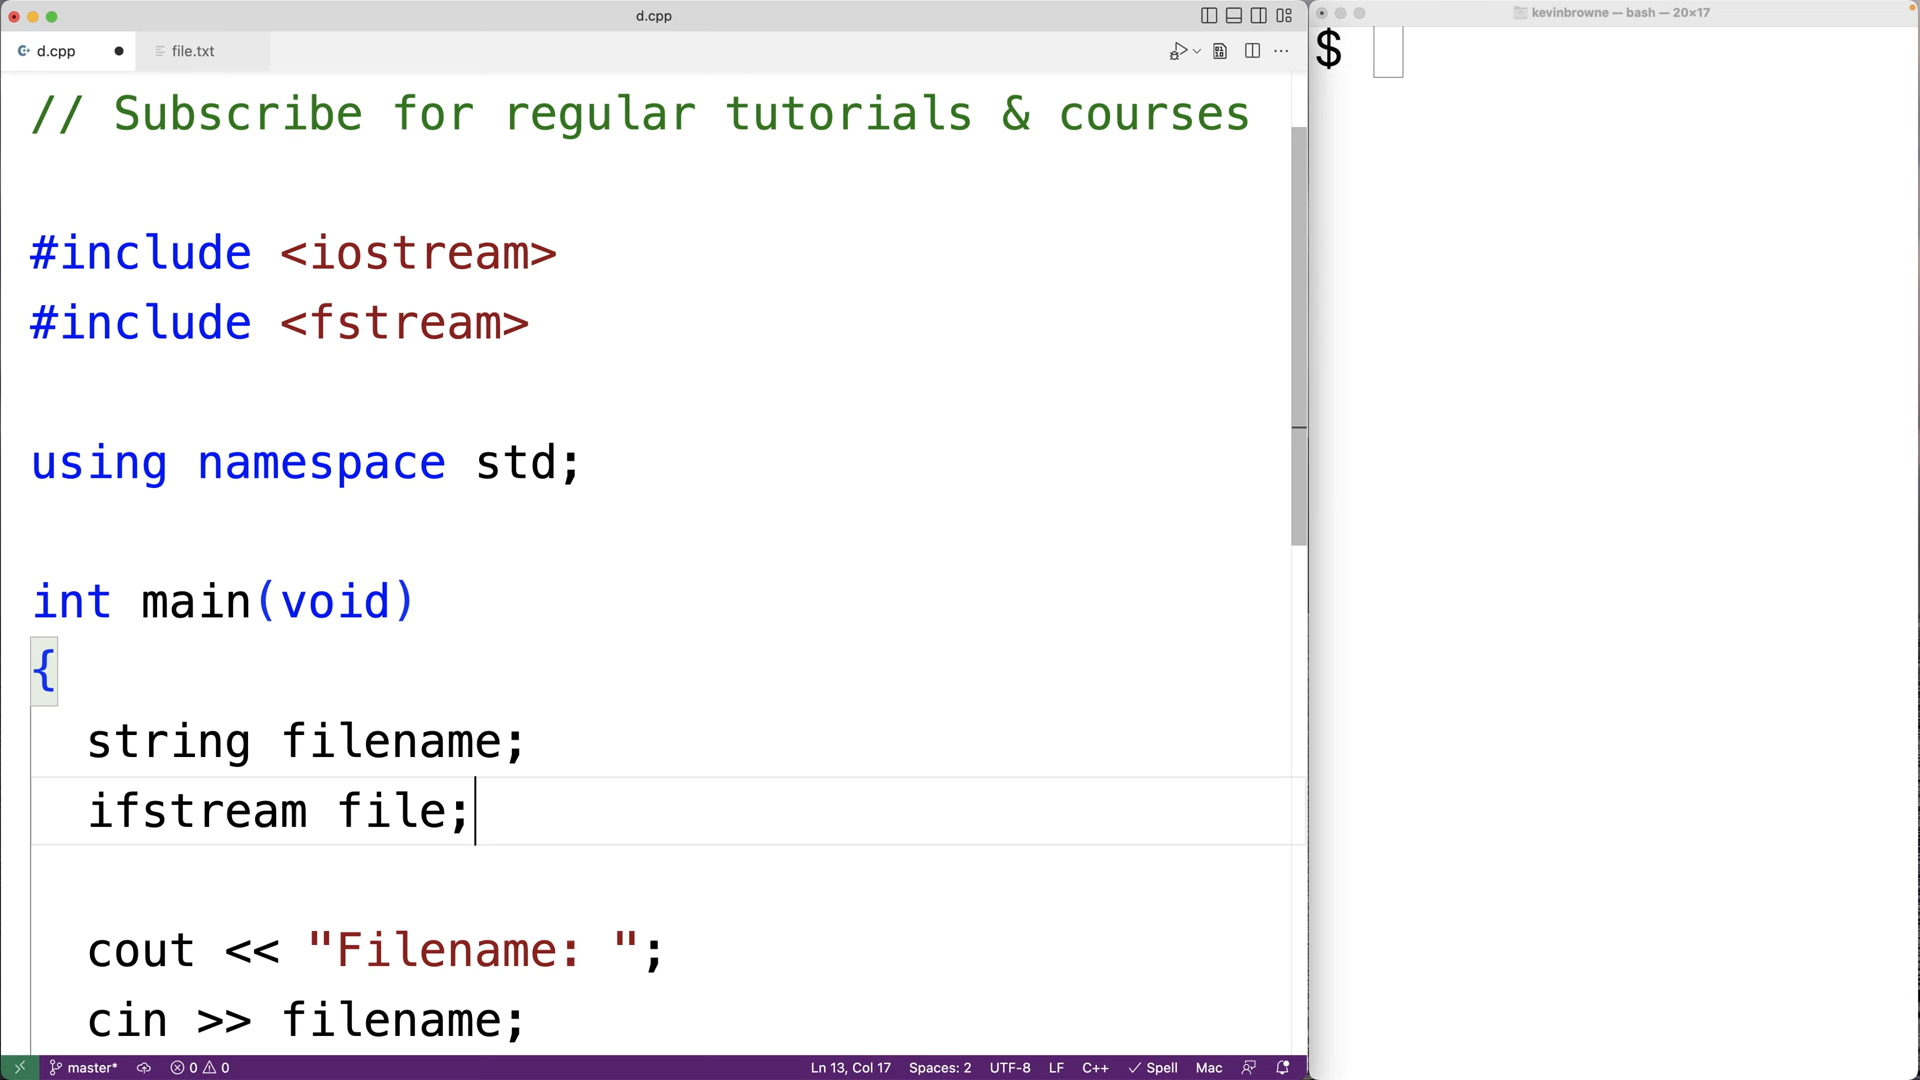 d.cpp
kevinbrowne — bash — 20×17
d.cpp
file.txt
$
// Subscribe for regular tutorials & courses
#include <iostream>
#include <fstream>
using namespace std;
int main(void)
{
string filename;
ifstream file;
cout << "Filename: ";
cin >> filename;
master* 0 0 Ln 13, Col 17 Spaces: 2 UTF-8 LF C++ Spell Mac